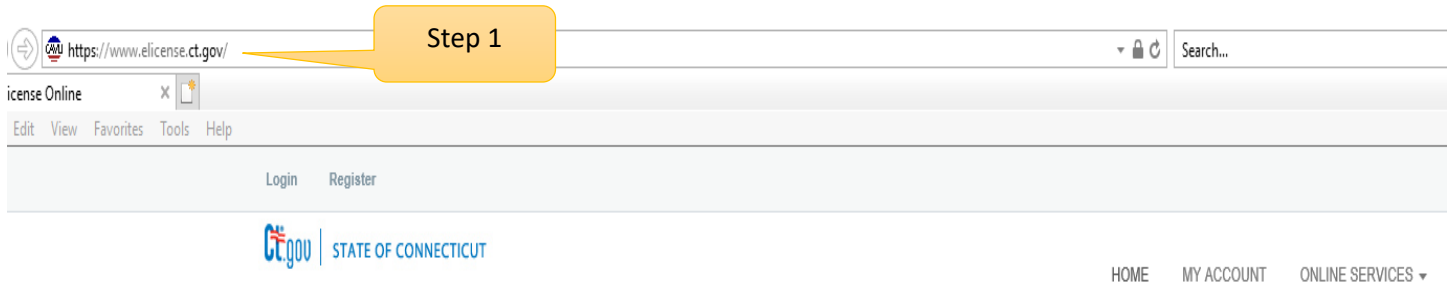 Step 1
CAVU https://www.elicense.ct.gov/
Search...
icense Online
Edit View Favorites Tools Help
Login Register
Ct.gov STATE OF CONNECTICUT
HOME MY ACCOUNT ONLINE SERVICES